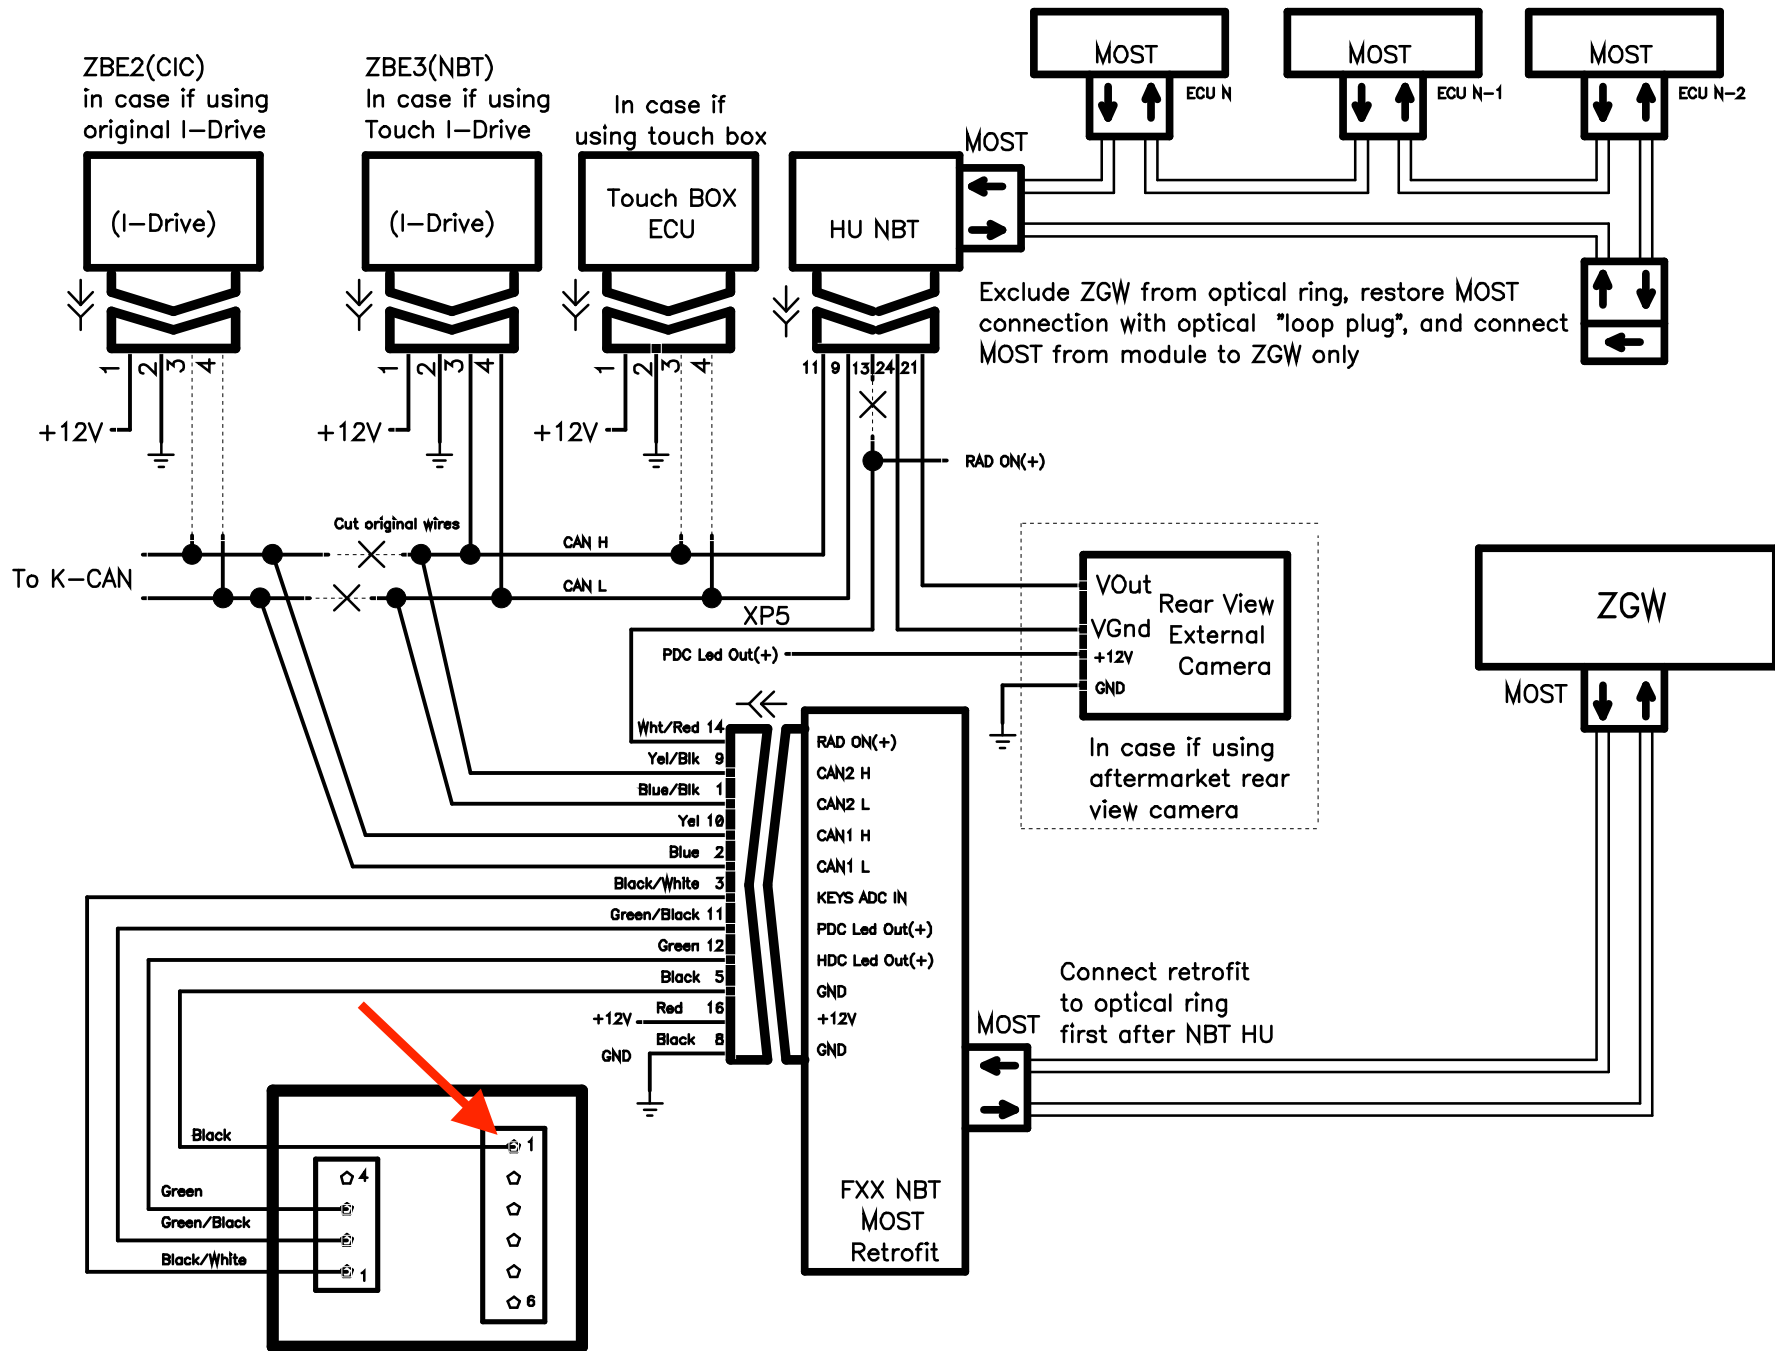 ZBE2(CIC)
in case if using
original I-Drive
(I-Drive)
1 2 3 4
+12V
ZBE3(NBT)
In case if using
Touch I-Drive
(I-Drive)
1 2 3 4
+12V
In case if
using touch box
Touch BOX
ECU
1 2 3 4
+12V
HU NBT
11 9 13 24 21
MOST
MOST
ECU N
MOST
ECU N-1
MOST
ECU N-2
Exclude ZGW from optical ring, restore MOST
connection with optical "loop plug", and connect
MOST from module to ZGW only
RAD ON(+)
Cut original wires
CAN H
To K-CAN
CAN L
XP5
PDC Led Out(+)
VOut
VGnd
+12V
GND
Rear View
External
Camera
In case if using
aftermarket rear
view camera
ZGW
MOST
Wht/Red 14
Yel/Blk 9
Blue/Blk 1
Yel 10
Blue 2
Black/White 3
Green/Black 11
Green 12
Black 5
+12V Red 16
GND Black 8
RAD ON(+)
CAN2 H
CAN2 L
CAN1 H
CAN1 L
KEYS ADC IN
PDC Led Out(+)
HDC Led Out(+)
GND
+12V
GND
FXX NBT
MOST
Retrofit
MOST
Connect retrofit
to optical ring
first after NBT HU
Black
Green
Green/Black
Black/White
4
1
1
6